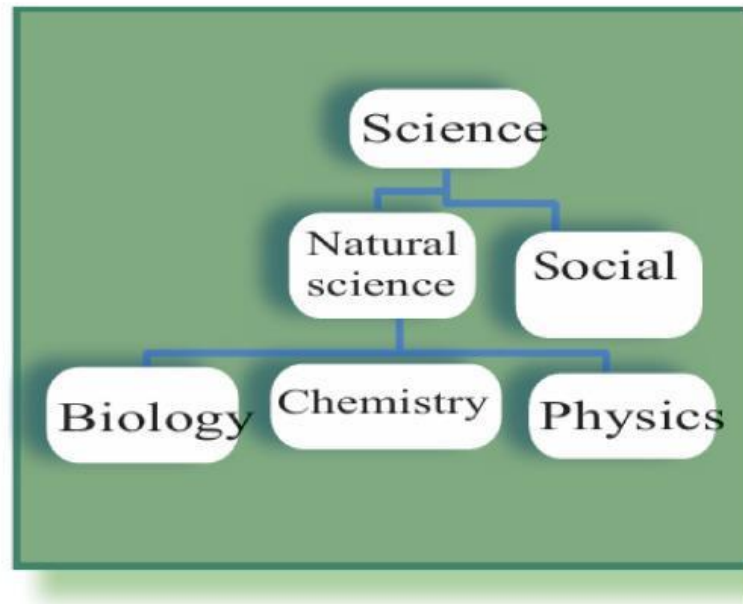 Science
Natural
science
Social
Biology
Chemistry
Physics